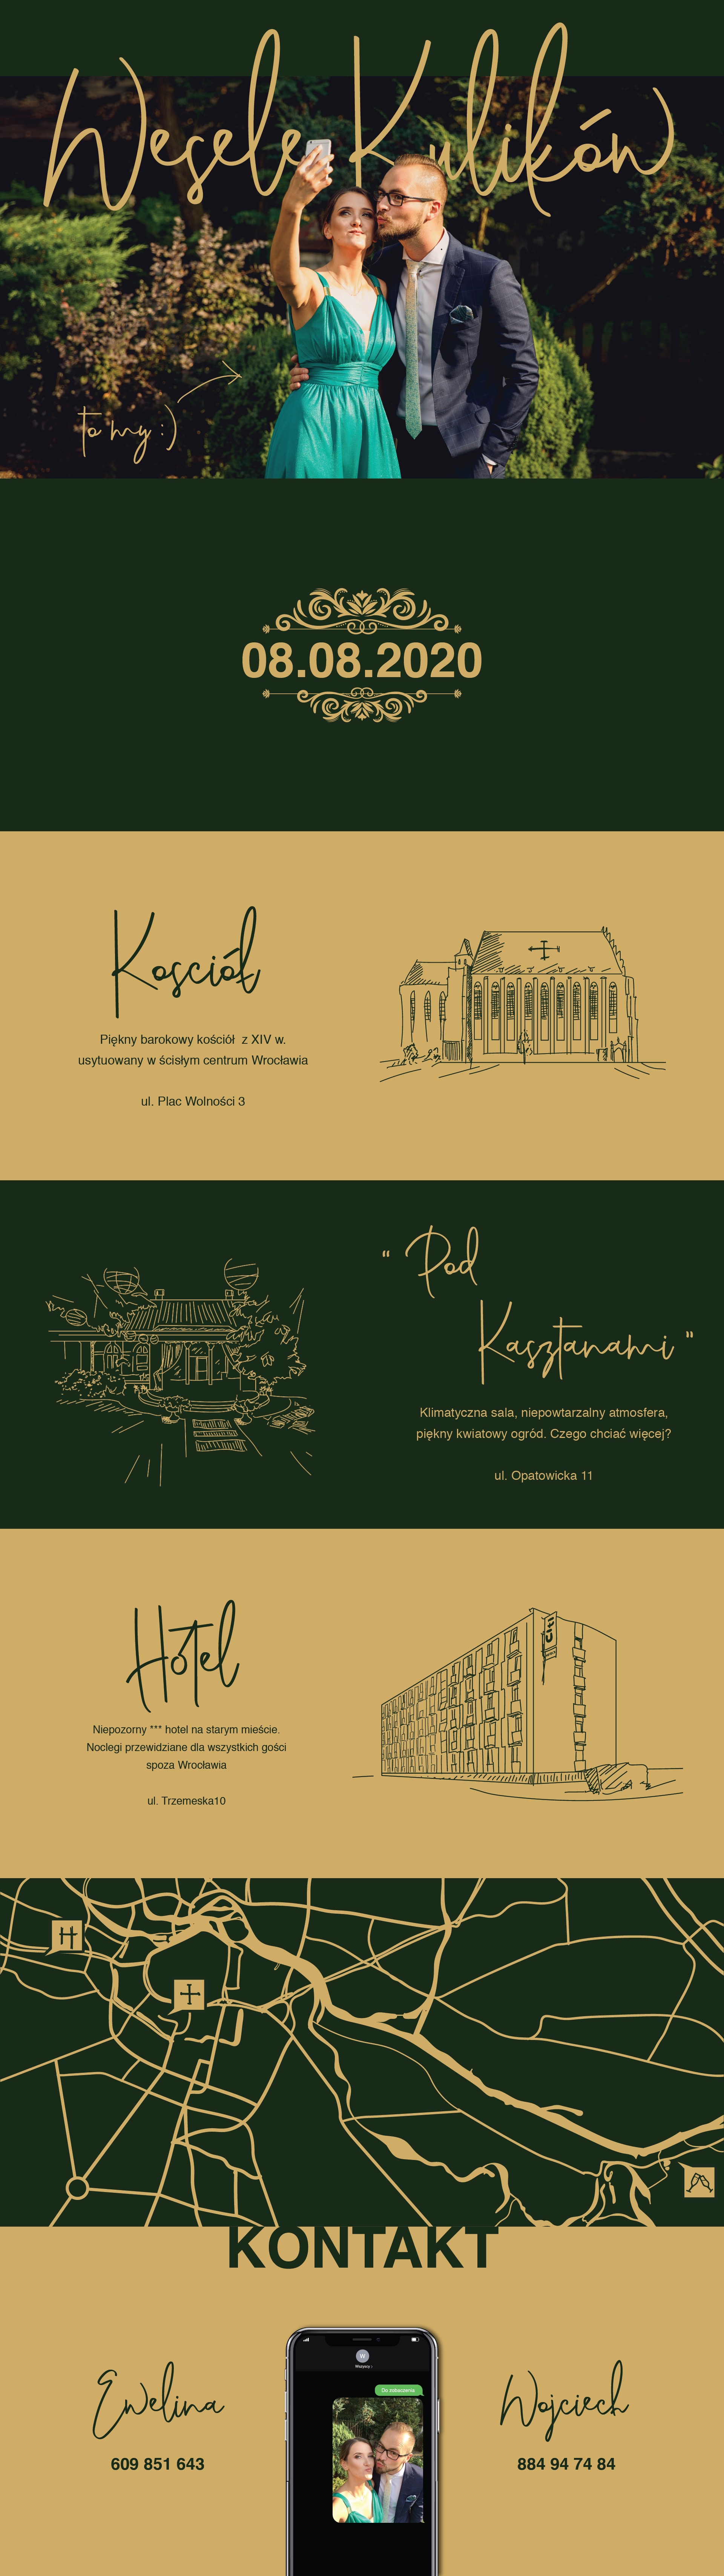 Wesele Kulików
to my :)
08.08.2020
Kosciół
Piękny barokowy kościół z XIV w.
usytuowany w ścisłym centrum Wrocławia
ul. Plac Wolności 3
“ Pod
Kasztanami ”
Klimatyczna sala, niepowtarzalny atmosfera,
piękny kwiatowy ogród. Czego chciać więcej?
ul. Opatowicka 11
Hotel
Niepozorny *** hotel na starym mieście.
Noclegi przewidziane dla wszystkich gości
spoza Wrocławia
ul. Trzemeska10
H
KONTAKT
W
Wszyscy ›
Do zobaczenia
Ewelina
609 851 643
Wojciech
884 94 74 84